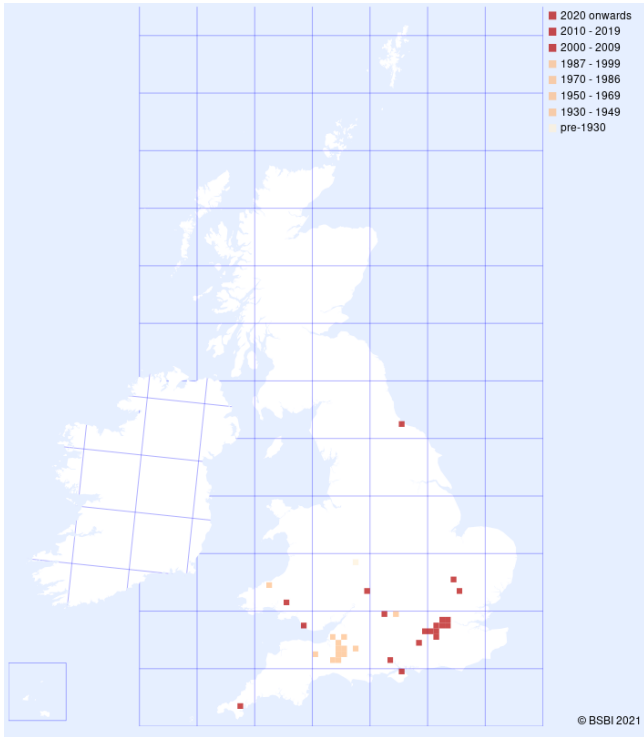 2020 onwards
2010 - 2019
2000 - 2009
1987 - 1999
1970 - 1986
1950 - 1969
1930 - 1949
pre-1930
© BSBI 2021